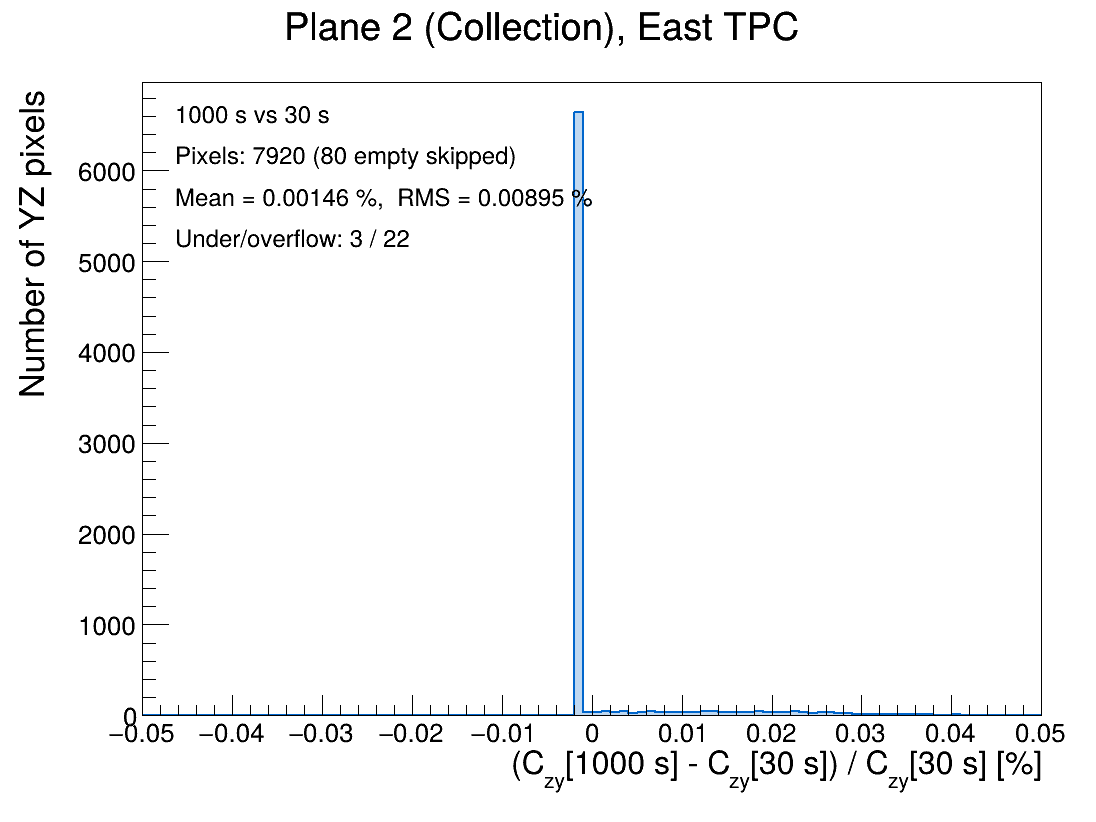 Plane 2 (Collection), East TPC
Number of YZ pixels
1000 s vs 30 s
Pixels: 7920 (80 empty skipped)
Mean = 0.00146 %, RMS = 0.00895 %
Under/overflow: 3 / 22
6000
5000
4000
3000
2000
1000
0
−0.05 −0.04 −0.03 −0.02 −0.01 0 0.01 0.02 0.03 0.04 0.05
(Czy[1000 s] - Czy[30 s]) / Czy[30 s] [%]